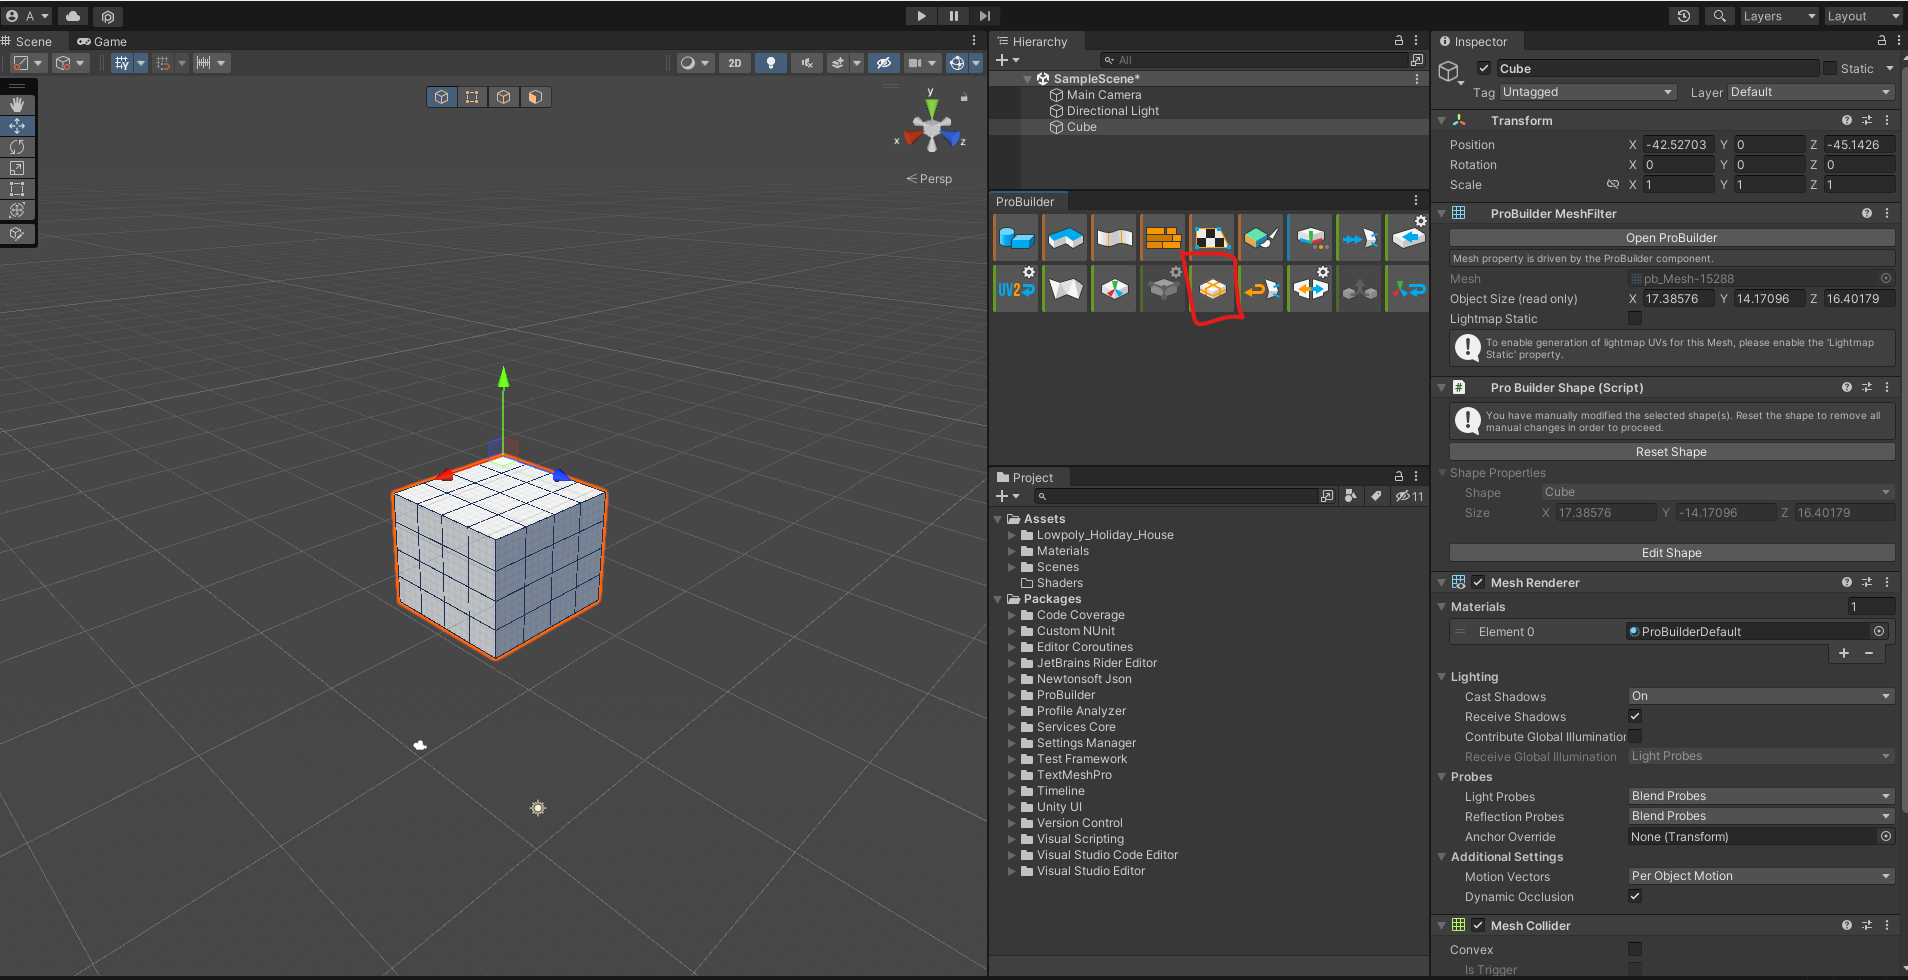 A
Layers
Layout
Scene
Game
2D
y
x
z
Persp
Hierarchy
All
SampleScene*
Main Camera
Directional Light
Cube
ProBuilder
UV2
Project
11
Assets
Lowpoly_Holiday_House
Materials
Scenes
Shaders
Packages
Code Coverage
Custom NUnit
Editor Coroutines
JetBrains Rider Editor
Newtonsoft Json
ProBuilder
Profile Analyzer
Services Core
Settings Manager
Test Framework
TextMeshPro
Timeline
Unity UI
Version Control
Visual Scripting
Visual Studio Code Editor
Visual Studio Editor
Inspector
Cube
Static
Tag Untagged
Layer Default
Transform
Position X -42.52703 Y 0 Z -45.1426
Rotation X 0 Y 0 Z 0
Scale X 1 Y 1 Z 1
ProBuilder MeshFilter
Open ProBuilder
Mesh property is driven by the ProBuilder component.
Mesh pb_Mesh-15288
Object Size (read only) X 17.38576 Y 14.17096 Z 16.40179
Lightmap Static
To enable generation of lightmap UVs for this Mesh, please enable the 'Lightmap
Static' property.
# Pro Builder Shape (Script)
You have manually modified the selected shape(s). Reset the shape to remove all
manual changes in order to proceed.
Reset Shape
Shape Properties
Shape Cube
Size X 17.38576 Y -14.17096 Z 16.40179
Edit Shape
Mesh Renderer
Materials 1
Element 0 ProBuilderDefault
Lighting
Cast Shadows On
Receive Shadows
Contribute Global Illumination
Receive Global Illumination Light Probes
Probes
Light Probes Blend Probes
Reflection Probes Blend Probes
Anchor Override None (Transform)
Additional Settings
Motion Vectors Per Object Motion
Dynamic Occlusion
Mesh Collider
Convex
Is Trigger